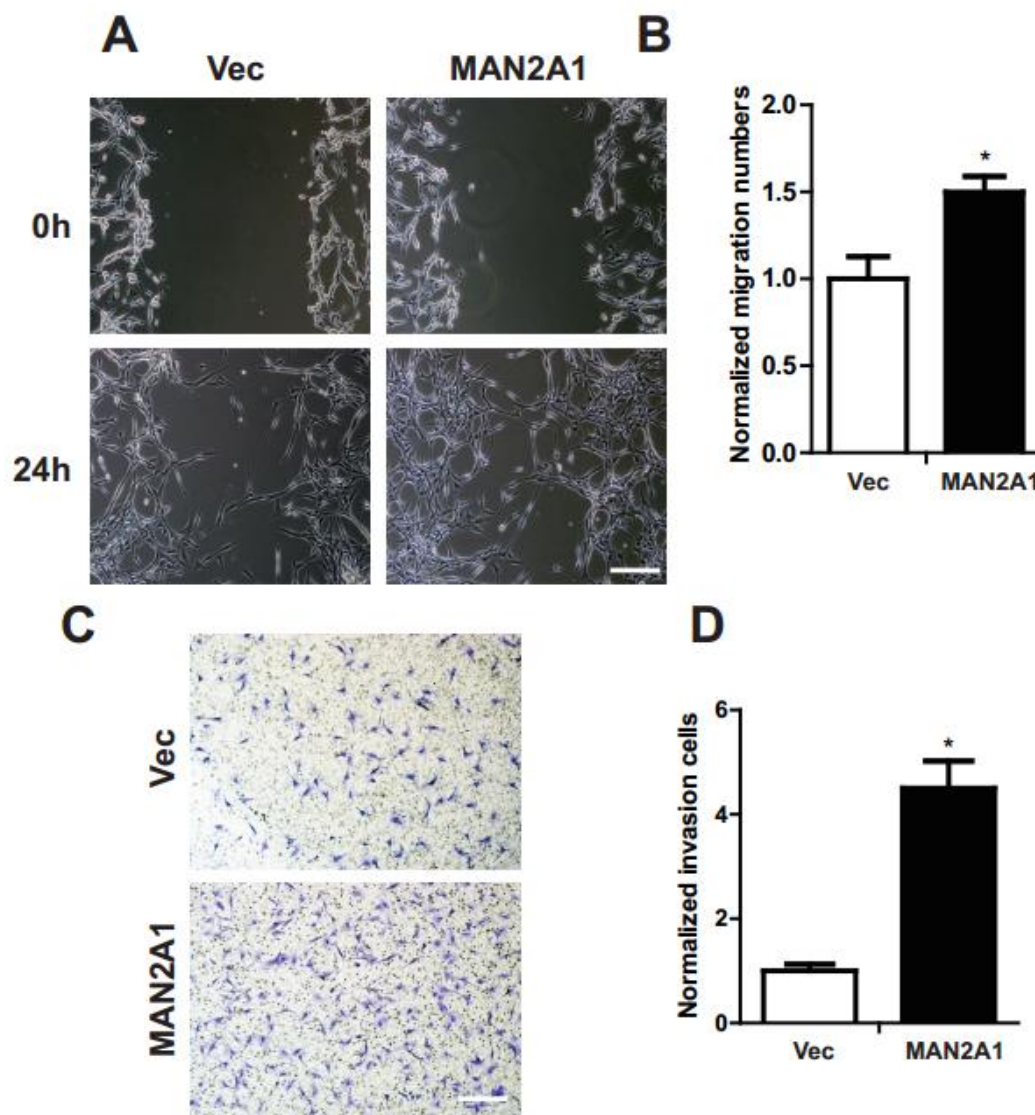 A
Vec
MAN2A1
0h
24h
B
Normalized migration numbers
2.0
*
1.5
1.0
0.5
0.0
Vec
MAN2A1
C
Vec
MAN2A1
D
Normalized invasion cells
6
*
4
2
0
Vec
MAN2A1